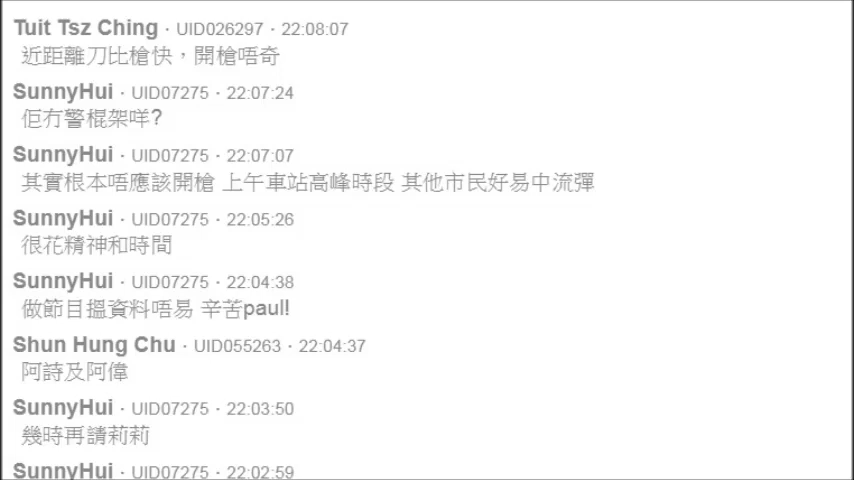 Tuit Tsz Ching · UID026297 · 22:08:07
近距離刀比槍快，開槍唔奇
SunnyHui · UID07275 · 22:07:24
佢冇警棍架咩?
SunnyHui · UID07275 · 22:07:07
其實根本唔應該開槍 上午車站高峰時段 其他市民好易中流彈
SunnyHui · UID07275 · 22:05:26
很花精神和時間
SunnyHui · UID07275 · 22:04:38
做節目搵資料唔易 辛苦paul!
Shun Hung Chu · UID055263 · 22:04:37
阿詩及阿偉
SunnyHui · UID07275 · 22:03:50
幾時再請莉莉
SunnyHui · UID07275 · 22:02:59